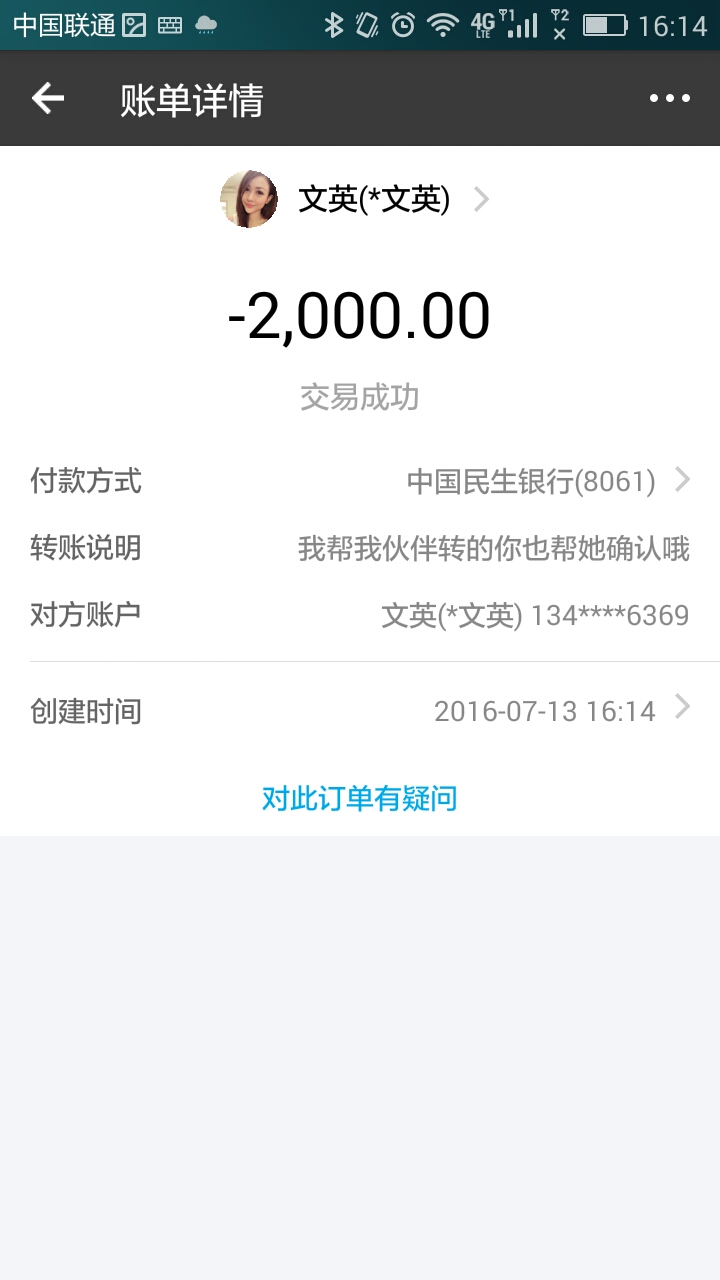 中国联通 4G LTE 1 2 16:14
账单详情
文英(*文英)
-2,000.00
交易成功
付款方式 中国民生银行(8061)
转账说明 我帮我伙伴转的你也帮她确认哦
对方账户 文英(*文英) 134****6369
创建时间 2016-07-13 16:14
对此订单有疑问